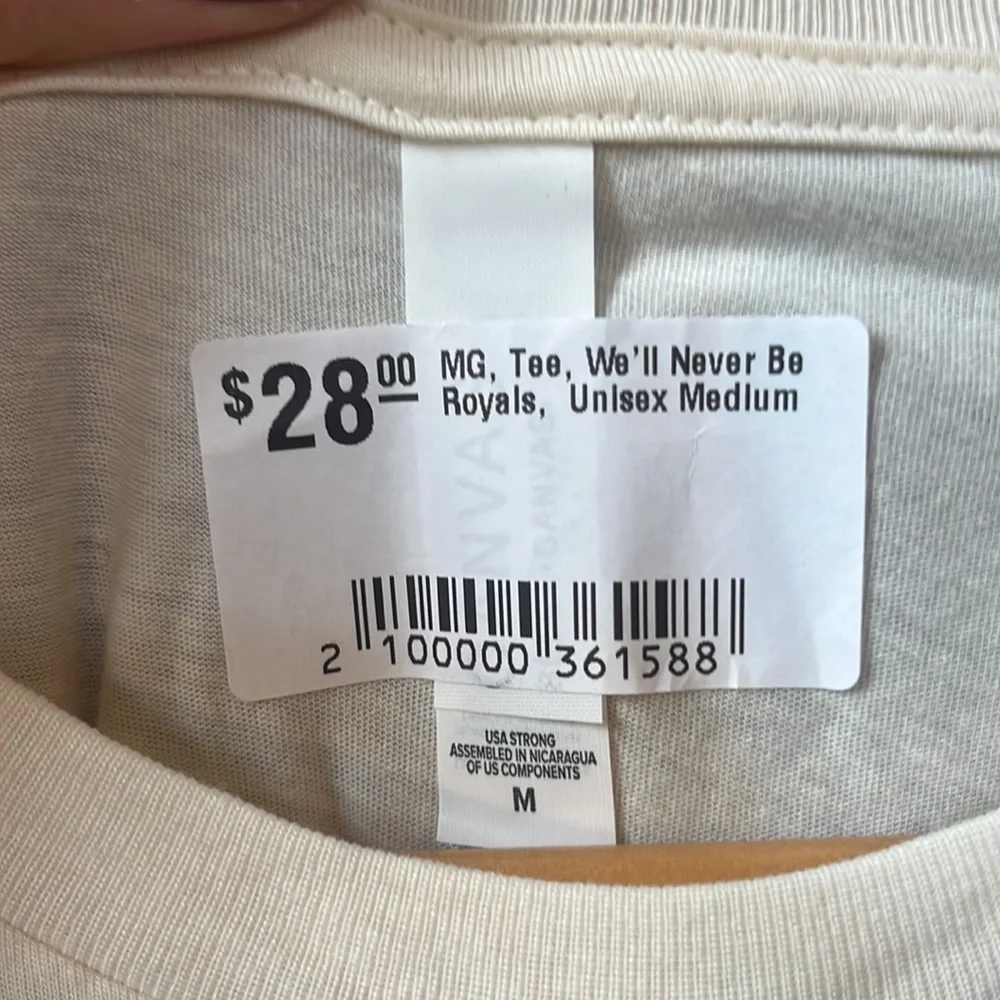 $28.00 MG, Tee, We'll Never Be
Royals, Unisex Medium
NVA
2 100000 361588
USA STRONG
ASSEMBLED IN NICARAGUA
OF US COMPONENTS
M